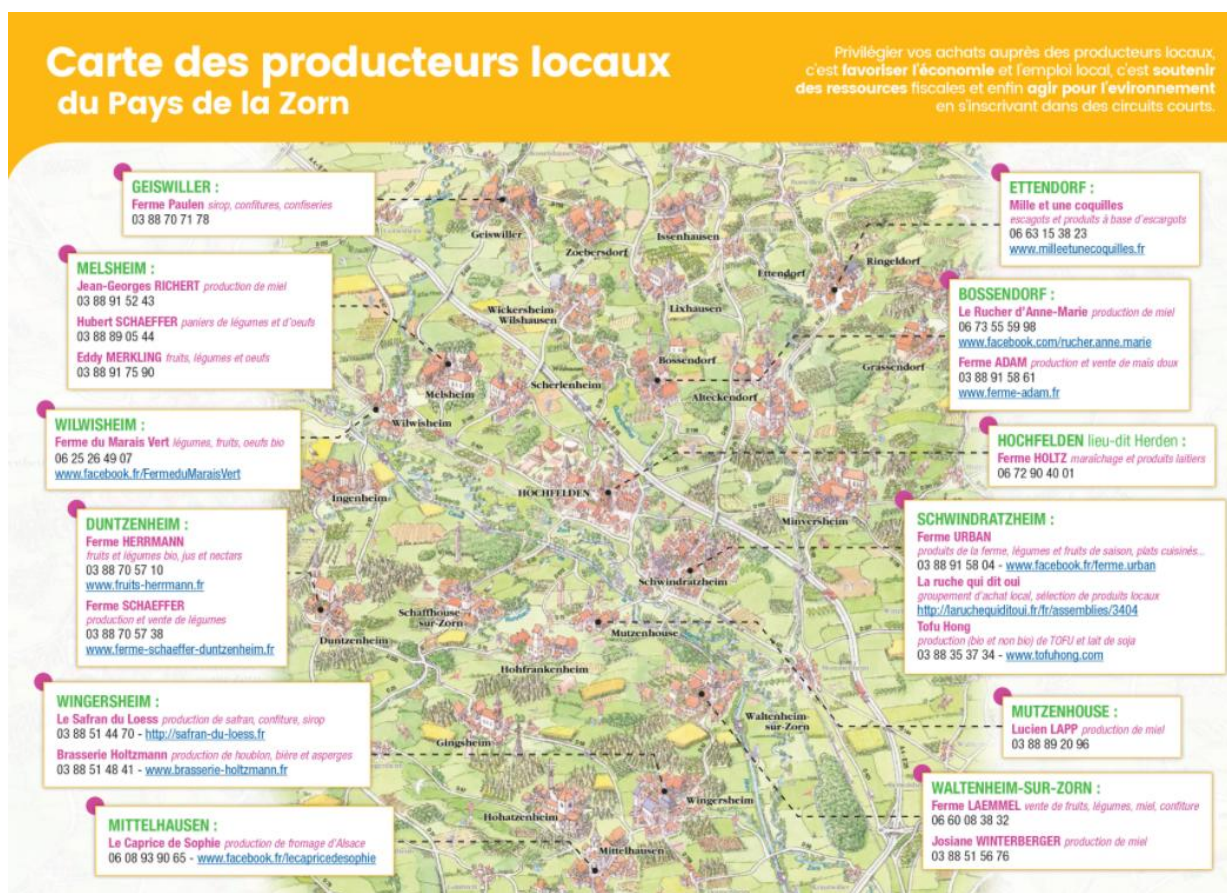 Carte des producteurs locaux
du Pays de la Zorn
Privilégier vos achats auprès des producteurs locaux,
c'est favoriser l'économie et l'emploi local, c'est soutenir
des ressources fiscales et enfin agir pour l'evironnement
en s'inscrivant dans des circuits courts.
GEISWILLER :
Ferme Paulen sirop, confitures, confiseries
03 88 70 71 78
MELSHEIM :
Jean-Georges RICHERT production de miel
03 88 91 52 43
Hubert SCHAEFFER paniers de légumes et d'oeufs
03 88 89 05 44
Eddy MERKLING fruits, légumes et oeufs
03 88 91 75 90
WILWISHEIM :
Ferme du Marais Vert légumes, fruits, oeufs bio
06 25 26 49 07
www.facebook.fr/FermeduMaraisVert
DUNTZENHEIM :
Ferme HERRMANN
fruits et légumes bio, jus et nectars
03 88 70 57 10
www.fruits-herrmann.fr
Ferme SCHAEFFER
production et vente de légumes
03 88 70 57 38
www.ferme-schaeffer-duntzenheim.fr
WINGERSHEIM :
Le Safran du Loess production de safran, confiture, sirop
03 88 51 44 70 - http://safran-du-loess.fr
Brasserie Holtzmann production de houblon, bière et asperges
03 88 51 48 41 - www.brasserie-holtzmann.fr
MITTELHAUSEN :
Le Caprice de Sophie production de fromage d'Alsace
06 08 93 90 65 - www.facebook.fr/lecapricedesophie
Geiswiller
Zoebersdorf
Issenhausen
Ettendorf
Ringeldorf
Wickersheim
Wilshausen
Lixhausen
Bossendorf
Grassendorf
Melsheim
Scherlenheim
Alteckendorf
Wilwisheim
Ingenheim
HOCHFELDEN
Minversheim
Schwindratzheim
Schaffhouse
sur-Zorn
Mutzenhouse
Duntzenheim
Hohfrankenheim
Waltenheim
sur-Zorn
Gingsheim
Wingersheim
Hohatzenheim
Mittelhausen
ETTENDORF :
Mille et une coquilles
escagots et produits à base d'escargots
06 63 15 38 23
www.milleetunecoquilles.fr
BOSSENDORF :
Le Rucher d'Anne-Marie production de miel
06 73 55 59 98
www.facebook.com/rucher.anne.marie
Ferme ADAM production et vente de maïs doux
03 88 91 58 61
www.ferme-adam.fr
HOCHFELDEN lieu-dit Herden :
Ferme HOLTZ maraîchage et produits laitiers
06 72 90 40 01
SCHWINDRATZHEIM :
Ferme URBAN
produits de la ferme, légumes et fruits de saison, plats cuisinés...
03 88 91 58 04 - www.facebook.fr/ferme.urban
La ruche qui dit oui
groupement d'achat local, sélection de produits locaux
http://laruchequiditoui.fr/fr/assemblies/3404
Tofu Hong
production (bio et non bio) de TOFU et lait de soja
03 88 35 37 34 - www.tofuhong.com
MUTZENHOUSE :
Lucien LAPP production de miel
03 88 89 20 96
WALTENHEIM-SUR-ZORN :
Ferme LAEMMEL vente de fruits, légumes, miel, confiture
06 60 08 38 32
Josiane WINTERBERGER production de miel
03 88 51 56 76